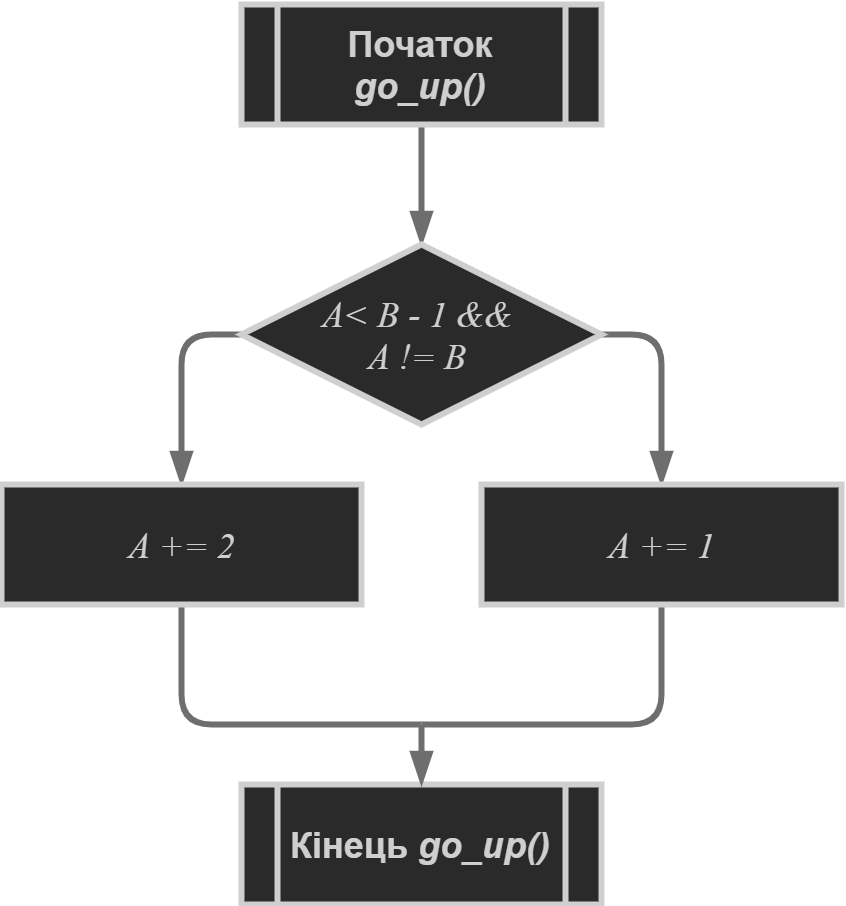 Початок
go_up()
A< B - 1 &&
A != B
A += 2
A += 1
Кінець go_up()